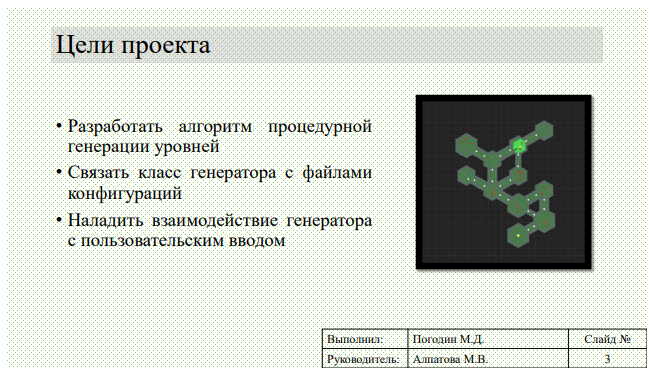 Цели проекта
• Разработать алгоритм процедурной
генерации уровней
• Связать класс генератора с файлами
конфигураций
• Наладить взаимодействие генератора
с пользовательским вводом
Выполнил: Погодин М.Д. Слайд №
Руководитель: Алпатова М.В. 3